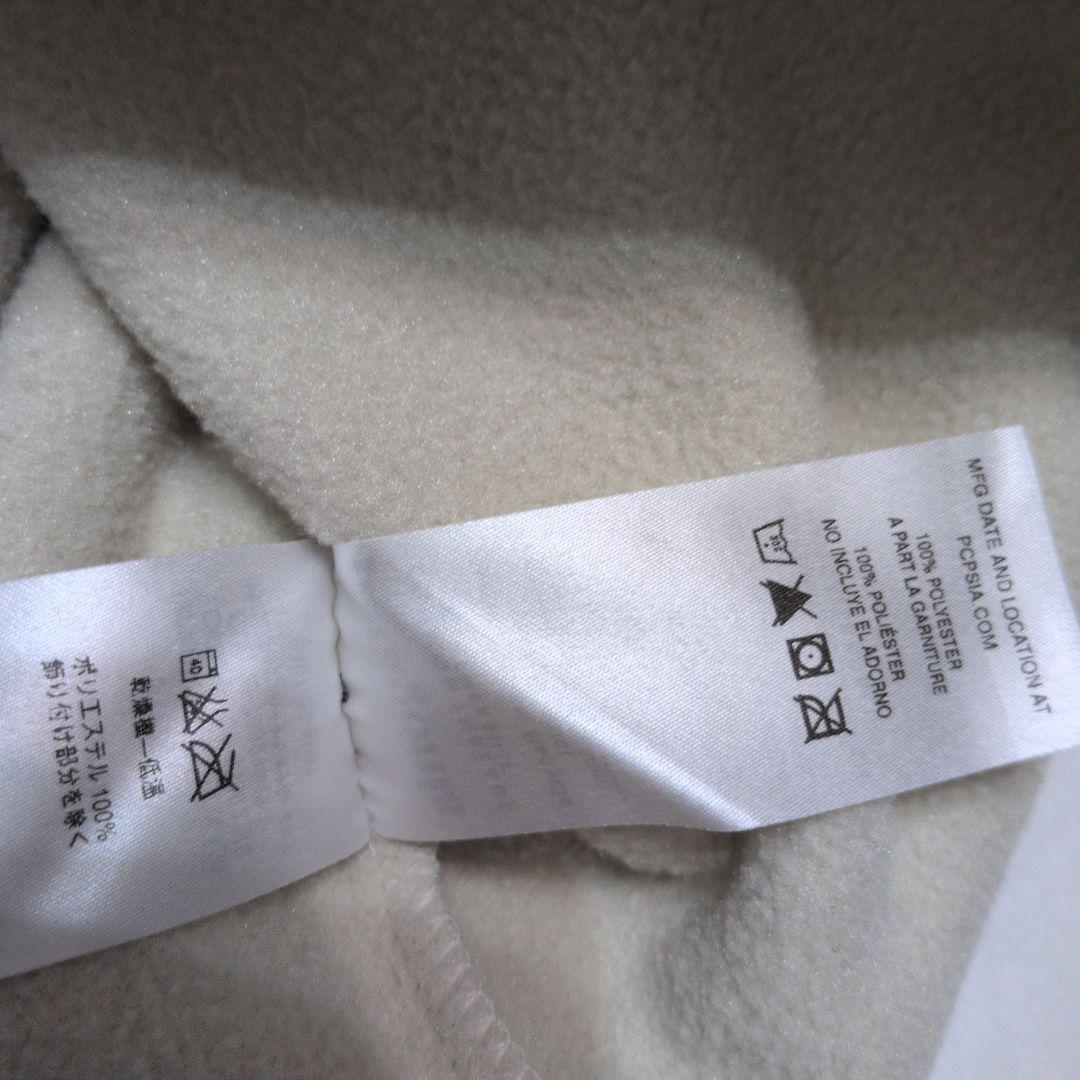 40
乾燥機一低温
ポリエステル 100%
飾り付け部分を除く
MFG DATE AND LOCATION AT
PCPSIA.COM
100% POLYESTER
A PART LA GARNITURE
100% POLIÉSTER
NO INCLUYE EL ADORNO